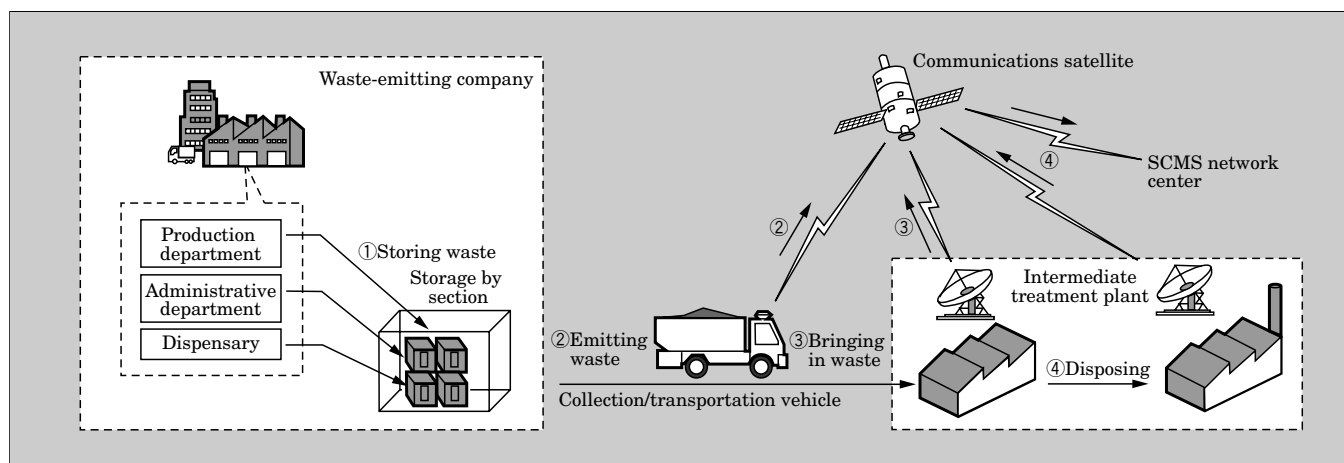 Waste-emitting company
Communications satellite
SCMS network
center
Production
department
Administrative
department
Dispensary
①Storing waste
Storage by
section
②
③
④
②Emitting
waste
③Bringing
in waste
Collection/transportation vehicle
Intermediate
treatment plant
④Disposing